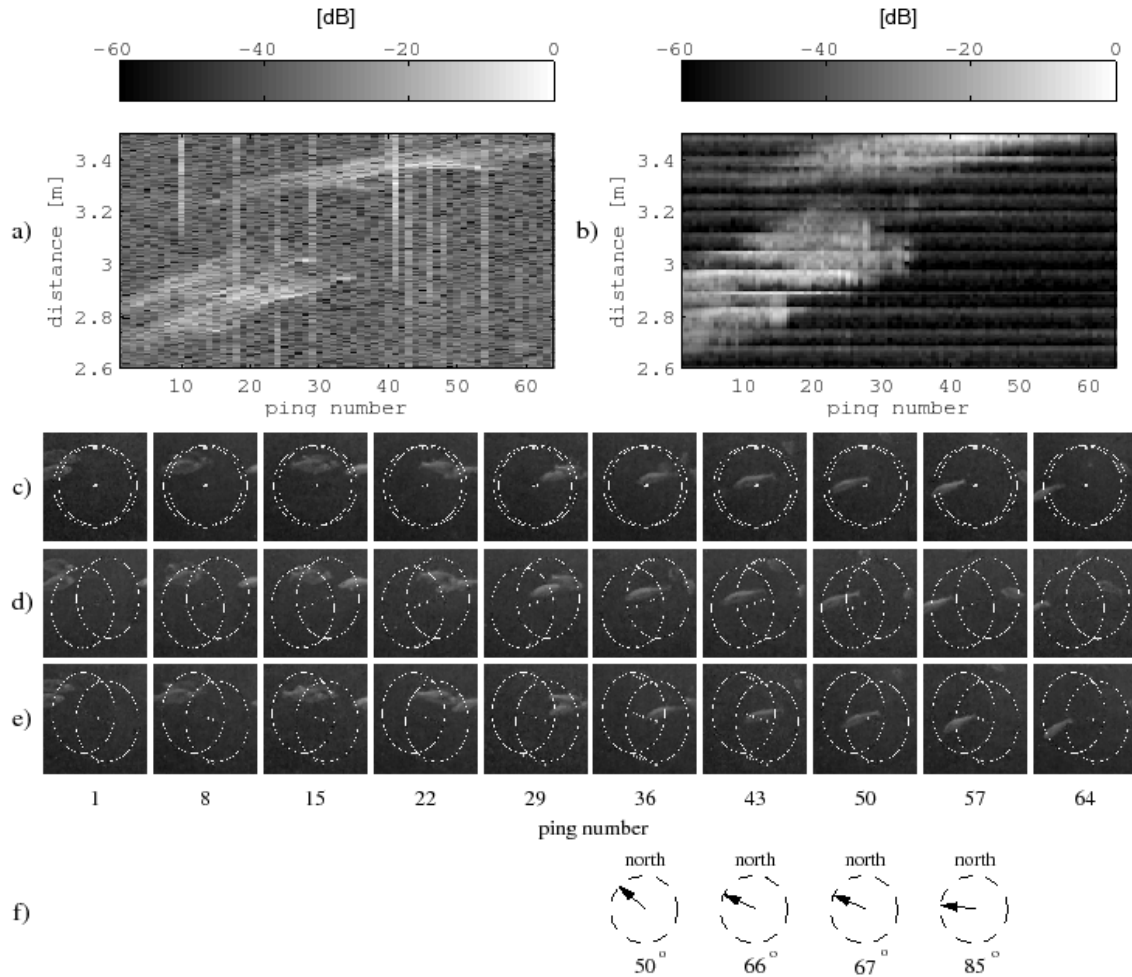 [dB] [dB]
−60 −40 −20 0 −60 −40 −20 0
a) distance [m] 3.4 3.2 3 2.8 2.6
10 20 30 40 50 60
ping number
b) distance [m] 3.4 3.2 3 2.8 2.6
10 20 30 40 50 60
ping number
c)
d)
e)
1 8 15 22 29 36 43 50 57 64
ping number
north north north north
f)
50° 66° 67° 85°